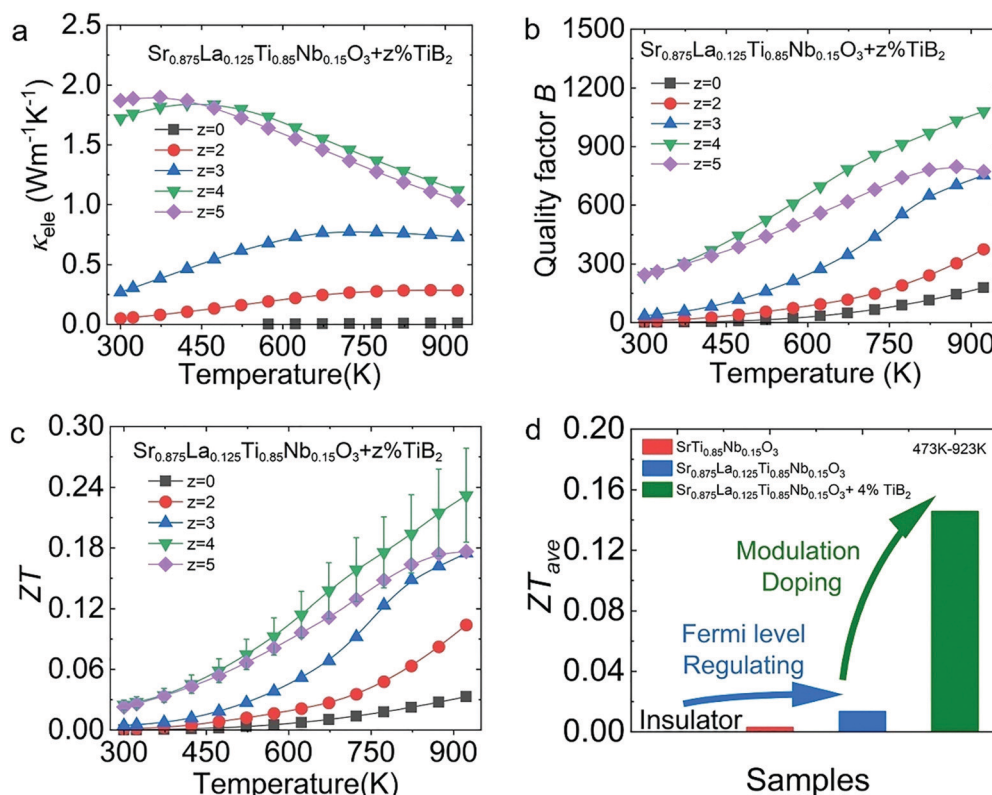 a
Sr₀.₈₇₅La₀.₁₂₅Ti₀.₈₅Nb₀.₁₅O₃+z%TiB₂
κₑₗₑ (Wm⁻¹K⁻¹)
2.5
2.0
1.5
1.0
0.5
0.0
z=0
z=2
z=3
z=4
z=5
300 450 600 750 900
Temperature(K)
b
Sr₀.₈₇₅La₀.₁₂₅Ti₀.₈₅Nb₀.₁₅O₃+z%TiB₂
Quality factor B
1500
1200
900
600
300
0
z=0
z=2
z=3
z=4
z=5
300 450 600 750 900
Temperature (K)
c
Sr₀.₈₇₅La₀.₁₂₅Ti₀.₈₅Nb₀.₁₅O₃+z%TiB₂
ZT
0.30
0.24
0.18
0.12
0.06
0.00
z=0
z=2
z=3
z=4
z=5
300 450 600 750 900
Temperature(K)
d
ZTave
0.20
0.16
0.12
0.08
0.04
0.00
SrTi₀.₈₅Nb₀.₁₅O₃
473K-923K
Sr₀.₈₇₅La₀.₁₂₅Ti₀.₈₅Nb₀.₁₅O₃
Sr₀.₈₇₅La₀.₁₂₅Ti₀.₈₅Nb₀.₁₅O₃+ 4% TiB₂
Modulation
Doping
Fermi level
Regulating
Insulator
Samples